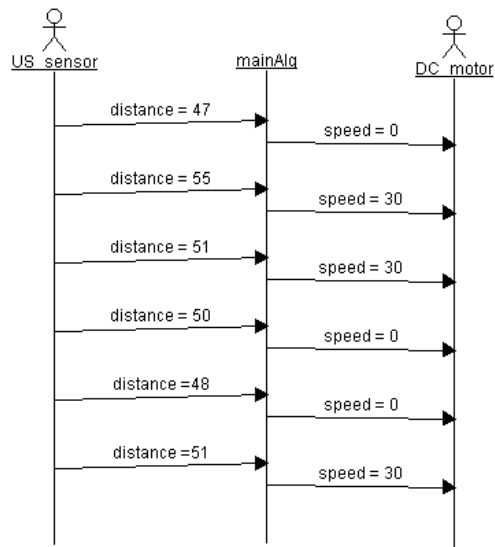 US_sensor
mainAlg
DC_motor
distance = 47
speed = 0
distance = 55
speed = 30
distance = 51
speed = 30
distance = 50
speed = 0
distance =48
speed = 0
distance =51
speed = 30